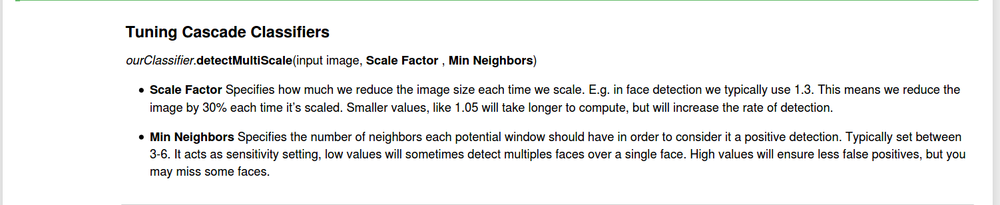 Tuning Cascade Classifiers
ourClassifier.detectMultiScale(input image, Scale Factor , Min Neighbors)
• Scale Factor Specifies how much we reduce the image size each time we scale. E.g. in face detection we typically use 1.3. This means we reduce the
image by 30% each time it’s scaled. Smaller values, like 1.05 will take longer to compute, but will increase the rate of detection.
• Min Neighbors Specifies the number of neighbors each potential window should have in order to consider it a positive detection. Typically set between
3-6. It acts as sensitivity setting, low values will sometimes detect multiples faces over a single face. High values will ensure less false positives, but you
may miss some faces.